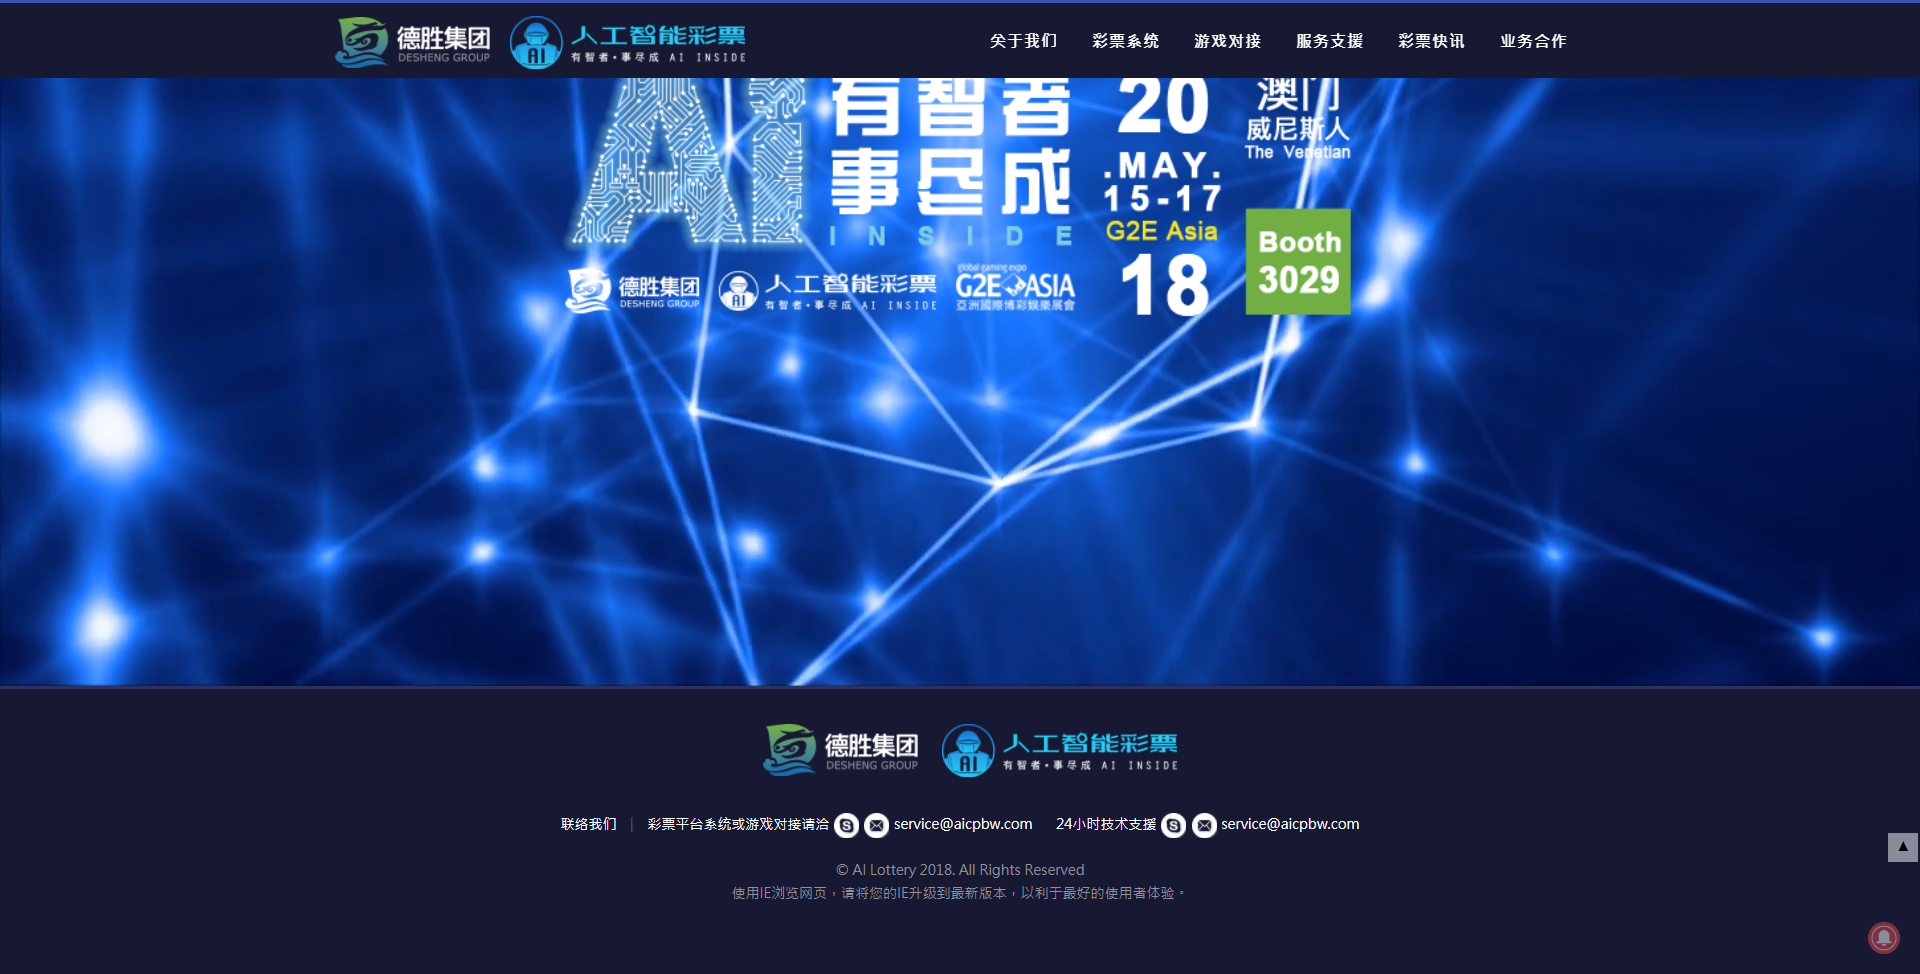 德胜集团
DESHENG GROUP
AI
人工智能彩票
有智者·事尽成 AI INSIDE
关于我们
彩票系统
游戏对接
服务支援
彩票快讯
业务合作
AI
有智者
事尽成
INSIDE
20
.MAY.
15-17
G2E Asia
18
澳门
威尼斯人
The Venetian
Booth
3029
德胜集团
DESHENG GROUP
AI
人工智能彩票
有智者·事尽成 AI INSIDE
global gaming expo
G2E ASIA
亞洲國際博彩娛樂展會
德胜集团
DESHENG GROUP
AI
人工智能彩票
有智者·事尽成 AI INSIDE
联络我们 | 彩票平台系统或游戏对接请洽 service@aicpbw.com 24小时技术支援 service@aicpbw.com
© AI Lottery 2018. All Rights Reserved
使用IE浏览网页，请将您的IE升级到最新版本，以利于最好的使用者体验。